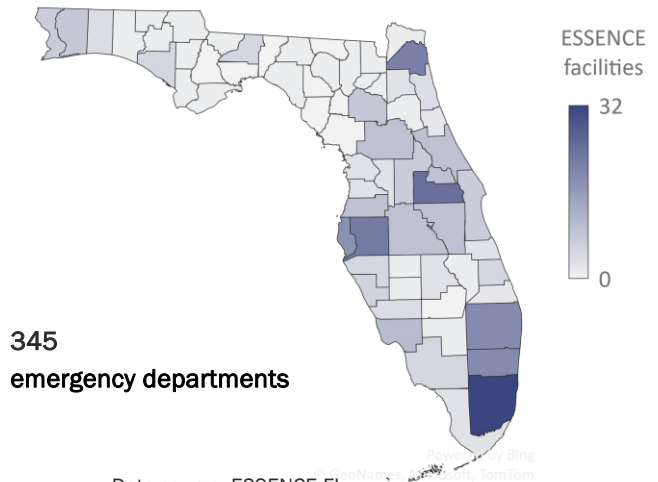 ESSENCE
facilities
32
0
345
emergency departments
Powered by Bing
© GeoNames, Microsoft, TomTom